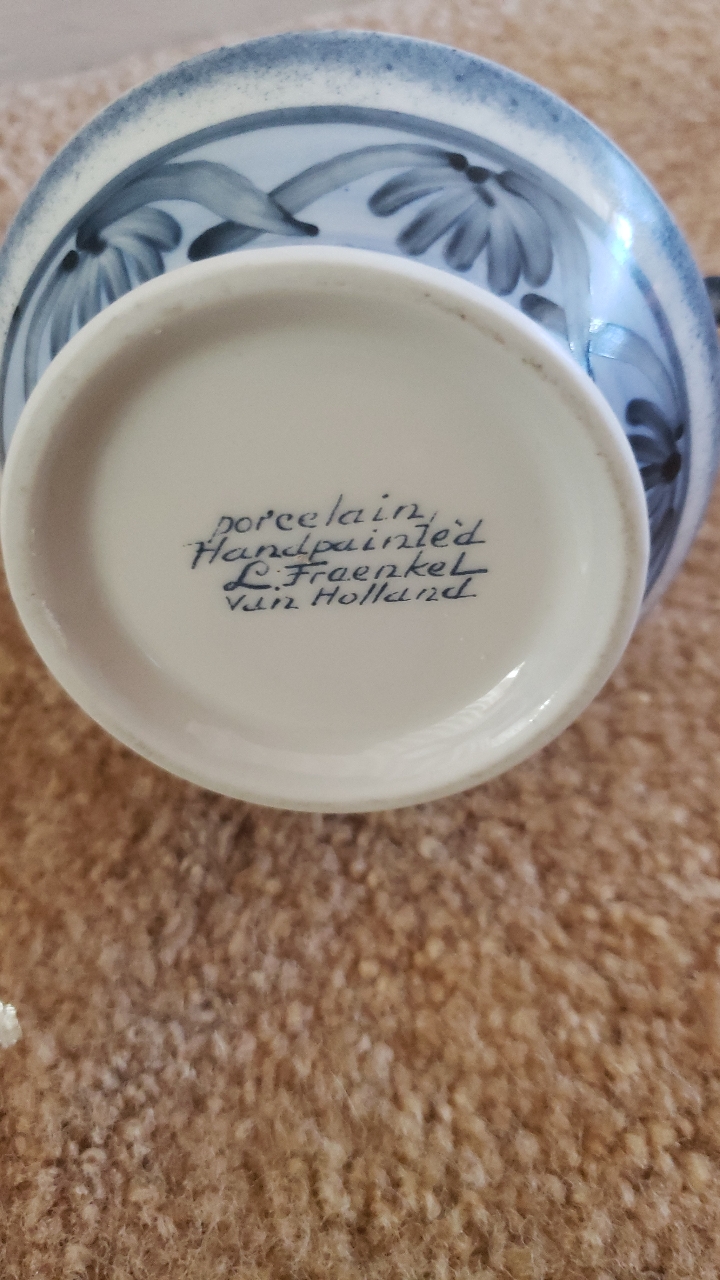 porcelain
Handpainted
L. Fraenkel
van Holland